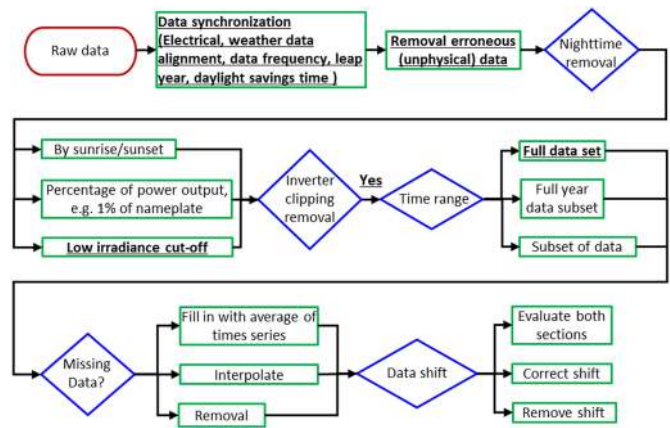 Raw data
Data synchronization
(Electrical, weather data
alignment, data frequency, leap
year, daylight savings time )
Removal erroneous
(unphysical) data
Nighttime
removal
By sunrise/sunset
Percentage of power output,
e.g. 1% of nameplate
Low irradiance cut-off
Inverter
clipping
removal
Yes
Time range
Full data set
Full year
data subset
Subset of data
Missing
Data?
Fill in with average of
times series
Interpolate
Removal
Data shift
Evaluate both
sections
Correct shift
Remove shift